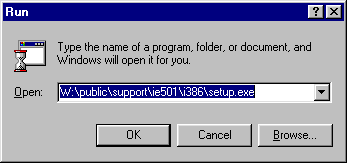 Run
Type the name of a program, folder, or document, and
Windows will open it for you.
Open: W:\public\support\ie501\i386\setup.exe
OK Cancel Browse...